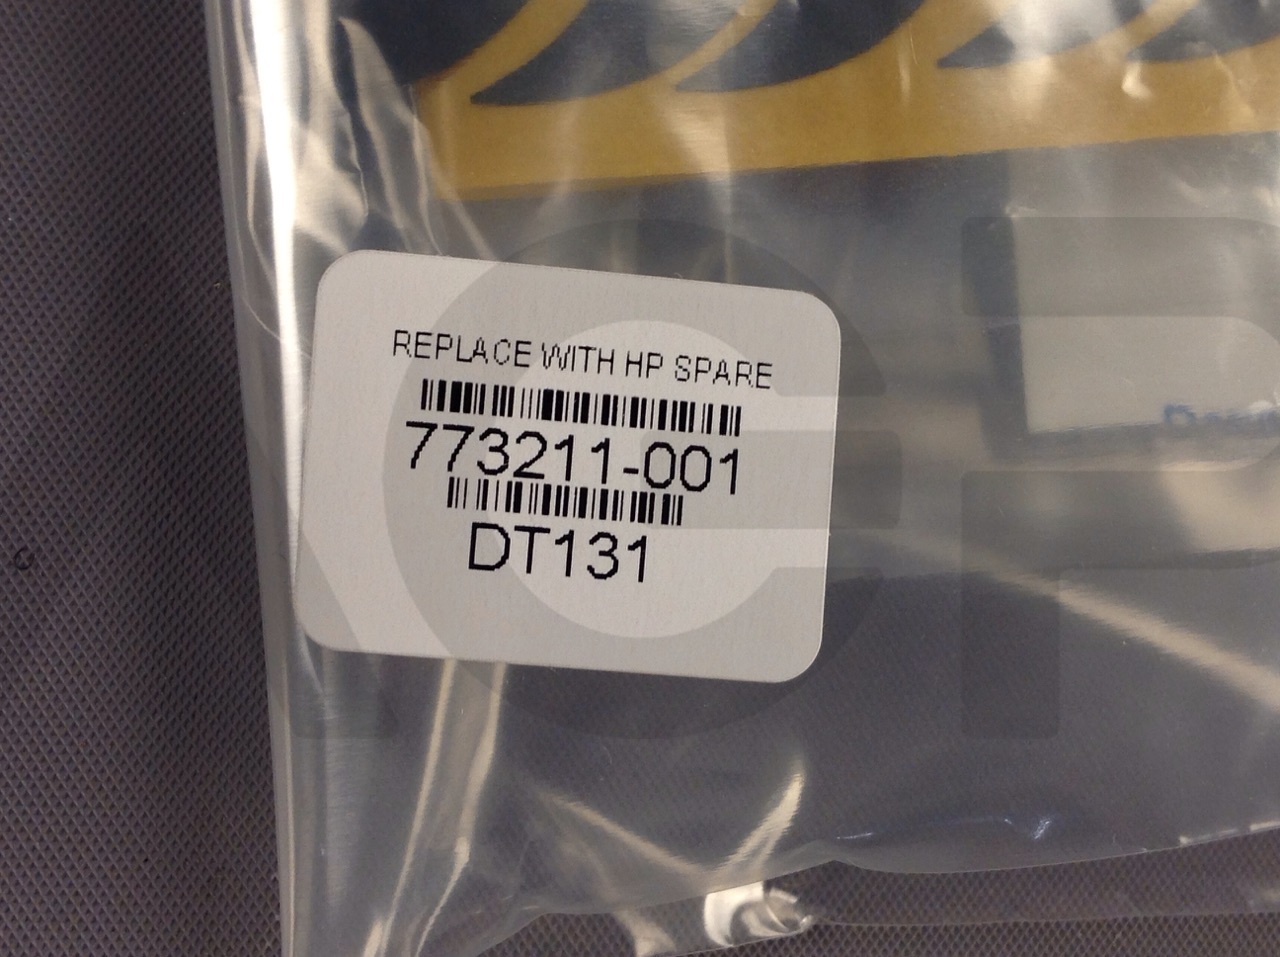 REPLACE WITH HP SPARE
773211-001
DT131